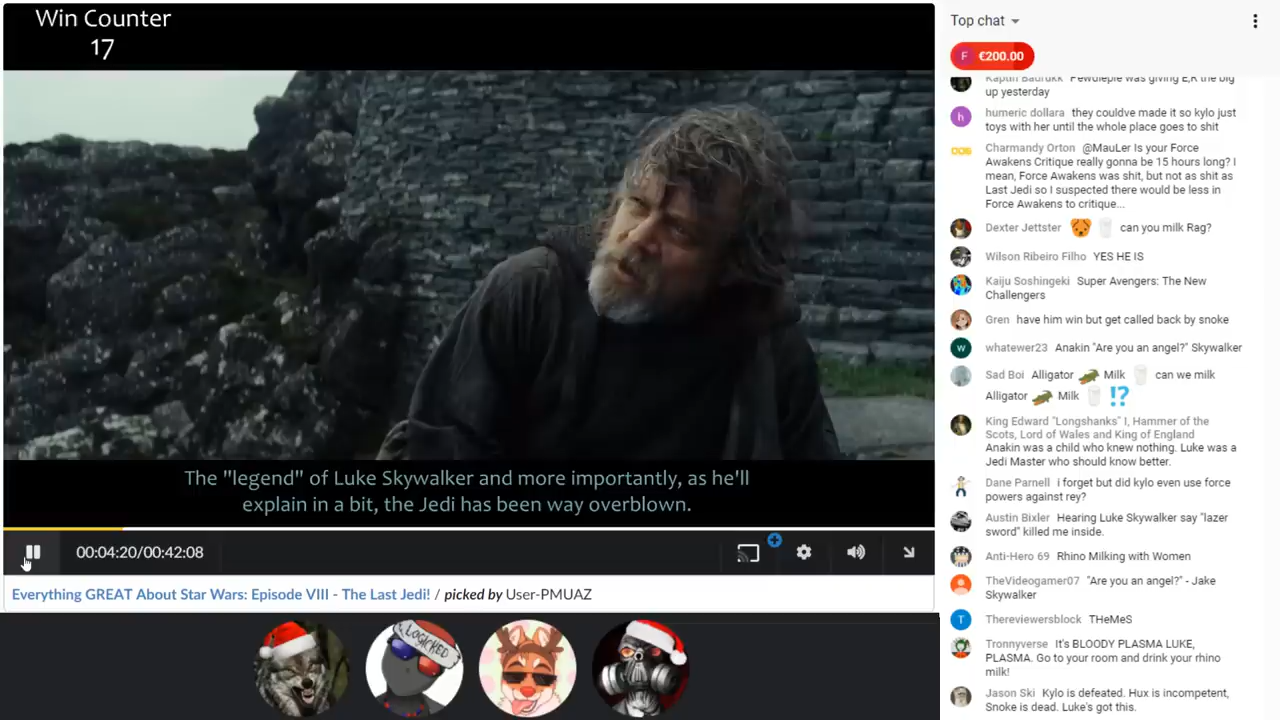 Win Counter
17
The "legend" of Luke Skywalker and more importantly, as he'll
explain in a bit, the Jedi has been way overblown.
00:04:20/00:42:08
Everything GREAT About Star Wars: Episode VIII - The Last Jedi! / picked by User-PMUAZ
LOGICKED
Top chat
F €200.00
Kaptin Badrukk Pewdiepie was giving E;R the big
up yesterday
h
humeric dollara they couldve made it so kylo just
toys with her until the whole place goes to shit
Charmandy Orton @MauLer Is your Force
Awakens Critique really gonna be 15 hours long? I
mean, Force Awakens was shit, but not as shit as
Last Jedi so I suspected there would be less in
Force Awakens to critique...
Dexter Jettster 🐶 🥛 can you milk Rag?
Wilson Ribeiro Filho YES HE IS
Kaiju Soshingeki Super Avengers: The New
Challengers
Gren have him win but get called back by snoke
w
whatewer23 Anakin "Are you an angel?" Skywalker
Sad Boi Alligator 🐊 Milk 🥛 can we milk
Alligator 🐊 Milk 🥛 ⁉️
King Edward "Longshanks" I, Hammer of the
Scots, Lord of Wales and King of England
Anakin was a child who knew nothing. Luke was a
Jedi Master who should know better.
Dane Parnell i forget but did kylo even use force
powers against rey?
Austin Bixler Hearing Luke Skywalker say "lazer
sword" killed me inside.
Anti-Hero 69 Rhino Milking with Women
TheVideogamer07 "Are you an angel?" - Jake
Skywalker
T
Thereviewersblock THeMeS
Tronnyverse It's BLOODY PLASMA LUKE,
PLASMA. Go to your room and drink your rhino
milk!
Jason Ski Kylo is defeated. Hux is incompetent,
Snoke is dead. Luke's got this.